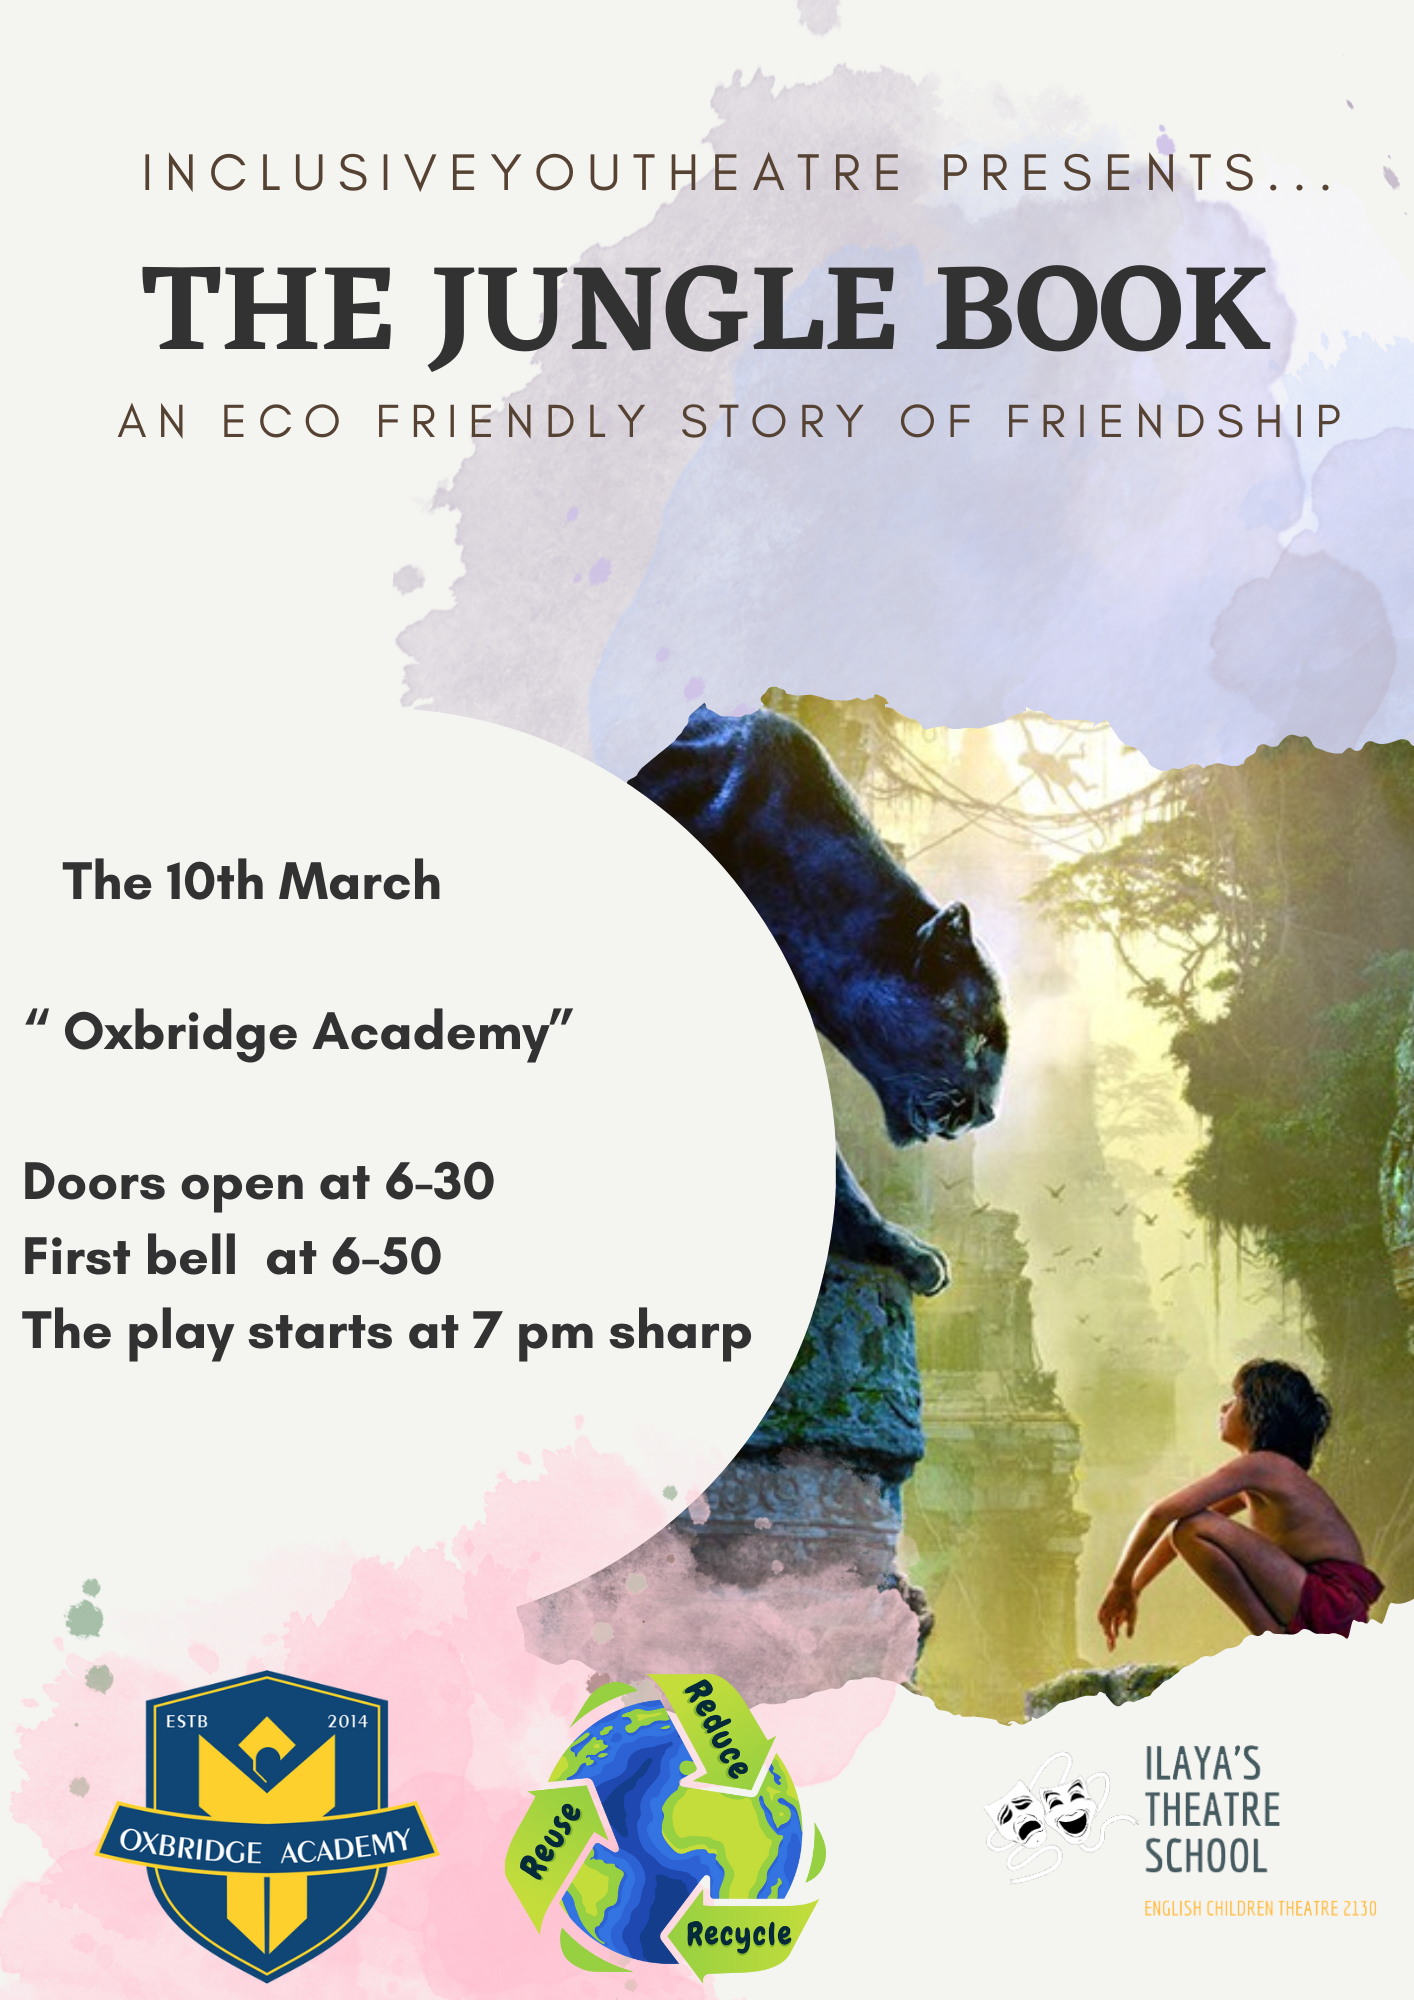 INCLUSIVEYOUTHEATRE PRESENTS...
THE JUNGLE BOOK
AN ECO FRIENDLY STORY OF FRIENDSHIP
The 10th March
“ Oxbridge Academy”
Doors open at 6-30
First bell at 6-50
The play starts at 7 pm sharp
ESTB 2014
OXBRIDGE ACADEMY
Reduce
Reuse
Recycle
ILAYA’S
THEATRE
SCHOOL
ENGLISH CHILDREN THEATRE 2130